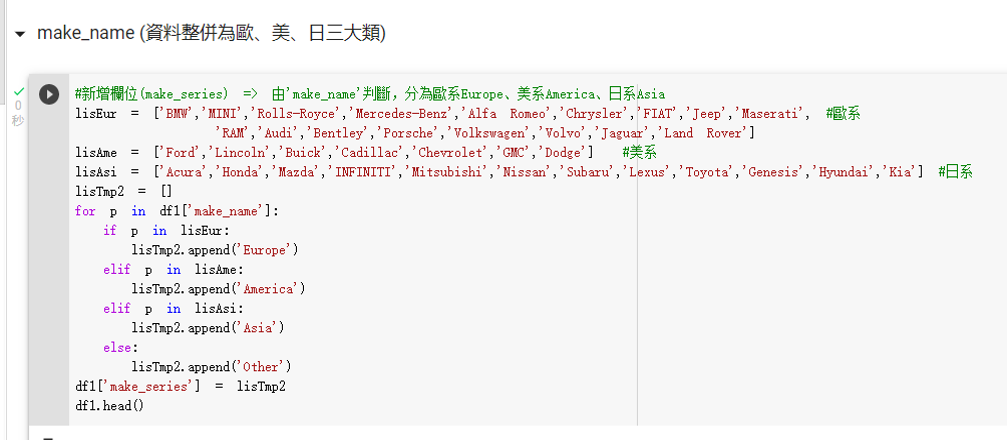 make_name (資料整併為歐、美、日三大類)
0
秒
#新增欄位(make_series) => 由'make_name'判斷，分為歐系Europe、美系America、日系Asia
lisEur = ['BMW','MINI','Rolls-Royce','Mercedes-Benz','Alfa Romeo','Chrysler','FIAT','Jeep','Maserati', #歐系
'RAM','Audi','Bentley','Porsche','Volkswagen','Volvo','Jaguar','Land Rover']
lisAme = ['Ford','Lincoln','Buick','Cadillac','Chevrolet','GMC','Dodge'] #美系
lisAsi = ['Acura','Honda','Mazda','INFINITI','Mitsubishi','Nissan','Subaru','Lexus','Toyota','Genesis','Hyundai','Kia'] #日系
lisTmp2 = []
for p in df1['make_name']:
if p in lisEur:
lisTmp2.append('Europe')
elif p in lisAme:
lisTmp2.append('America')
elif p in lisAsi:
lisTmp2.append('Asia')
else:
lisTmp2.append('Other')
df1['make_series'] = lisTmp2
df1.head()